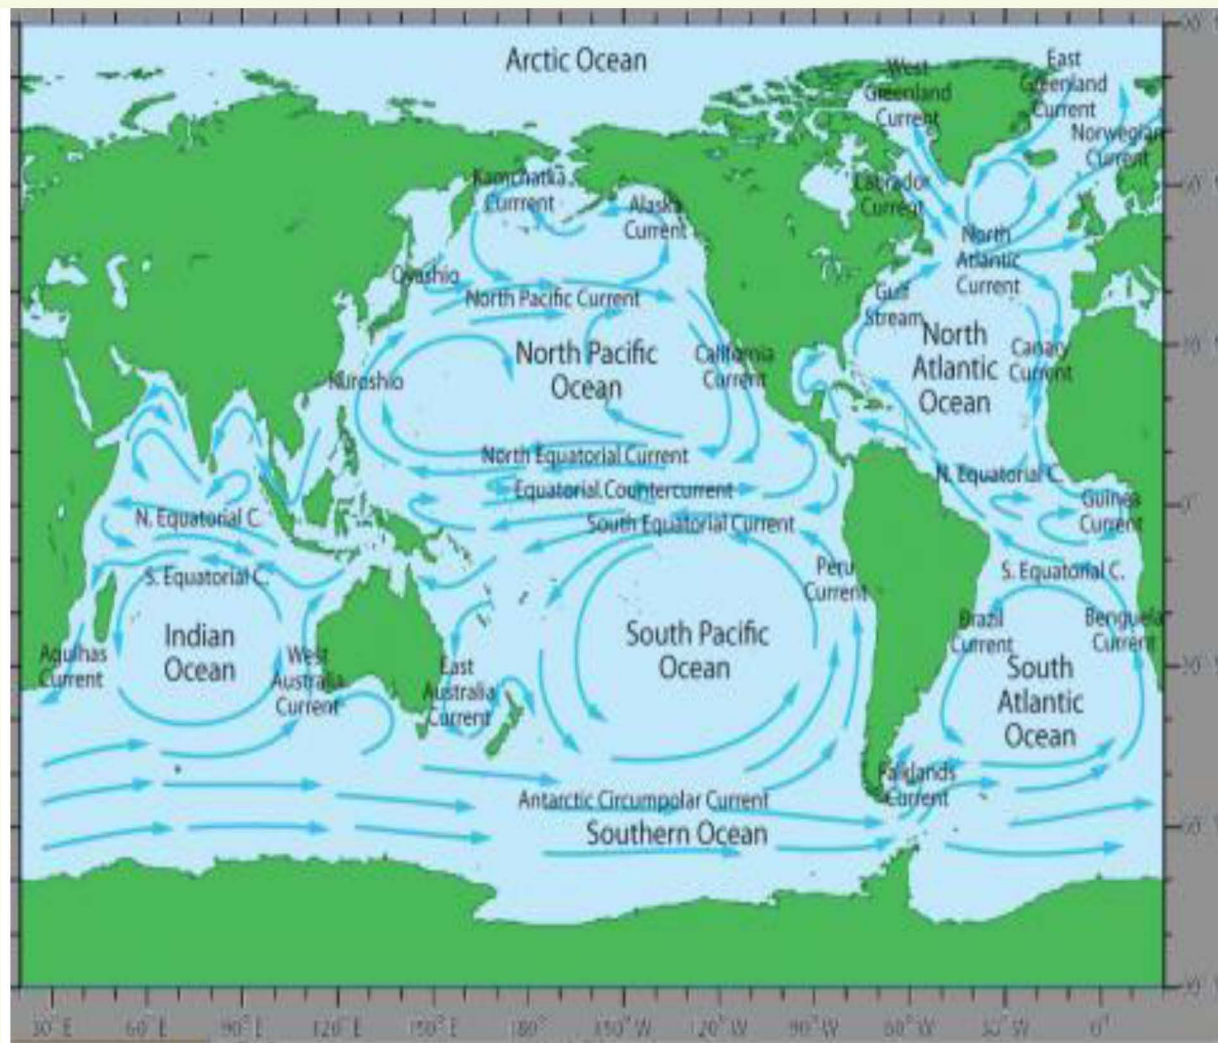 Arctic Ocean
West
Greenland
Current
East
Greenland
Current
Norwegian
Current
Kamchatka
Currrent
Alaska
Current
Labrador
Current
North
Atlantic
Current
Oyashio
North Pacific Current
Gulf
Stream
North Pacific
Ocean
California
Current
North
Atlantic
Ocean
Canary
Current
Kuroshio
North Equatorial Current
Equatorial Countercurrent
South Equatorial Current
N. Equatorial C.
Guinea
Current
N. Equatorial C.
S. Equatorial C.
Peru
Current
S. Equatorial C.
Indian
Ocean
South Pacific
Ocean
Brazil
Current
Benguela
Current
Agulhas
Current
West
Australia
Current
East
Australia
Current
South
Atlantic
Ocean
Falklands
Current
Antarctic Circumpolar Current
Southern Ocean
30° E 60° E 90° E 120° E 150° E 180° 150° W 120° W 90° W 60° W 30° W 0°